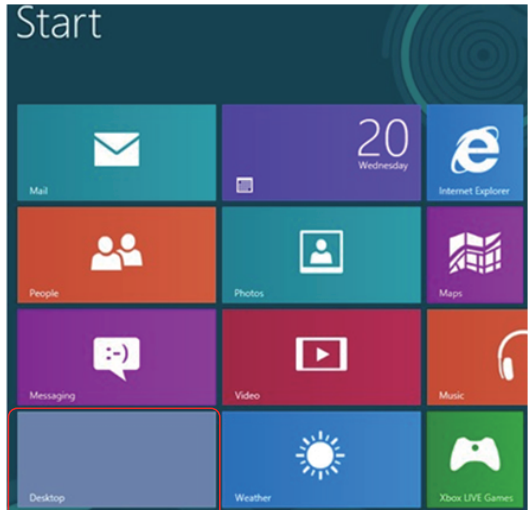 Start
20
Wednesday
Mail
Internet Explorer
People
Photos
Maps
:-)
Messaging
Video
Music
Desktop
Weather
Xbox LIVE Games